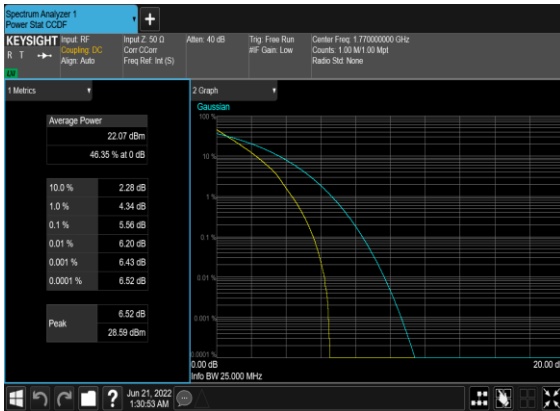 Spectrum Analyzer 1
Power Stat CCDF
+
KEYSIGHT
R T
LM
Input: RF
Coupling: DC
Align: Auto
Input Z: 50 Ω
Corr CCorr
Freq Ref: Int (S)
Atten: 40 dB
Trig: Free Run
#IF Gain: Low
Center Freq: 1.770000000 GHz
Counts: 1.00 M/1.00 Mpt
Radio Std: None
1 Metrics
Average Power
22.07 dBm
46.35 % at 0 dB
10.0 % 2.28 dB
1.0 % 4.34 dB
0.1 % 5.56 dB
0.01 % 6.20 dB
0.001 % 6.43 dB
0.0001 % 6.52 dB
Peak
6.52 dB
28.59 dBm
2 Graph
Gaussian
100 %
10 %
1 %
0.1 %
0.01 %
0.001 %
0.0001 %
0.00 dB
20.00 d
Info BW 25.000 MHz
?
Jun 21, 2022
1:30:53 AM